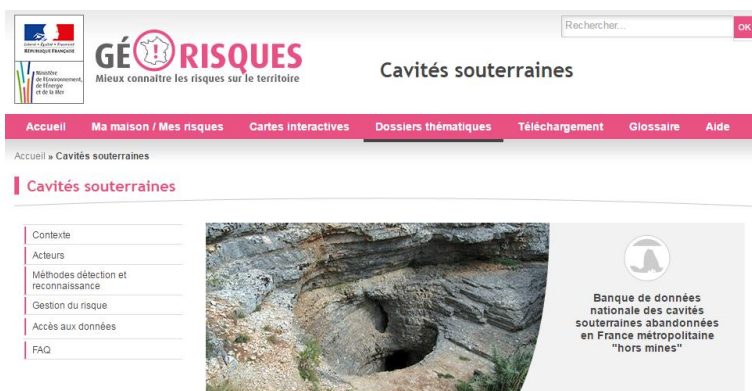 Rechercher...
OK
Liberté • Égalité • Fraternité
RÉPUBLIQUE FRANÇAISE
Ministère
de l'Environnement,
de l'Énergie
et de la Mer
GÉ RISQUES
Mieux connaître les risques sur le territoire
Cavités souterraines
Accueil Ma maison / Mes risques Cartes interactives Dossiers thématiques Téléchargement Glossaire Aide
Accueil » Cavités souterraines
Cavités souterraines
Contexte
Acteurs
Méthodes détection et
reconnaissance
Gestion du risque
Accès aux données
FAQ
Banque de données
nationale des cavités
souterraines abandonnées
en France métropolitaine
"hors mines"